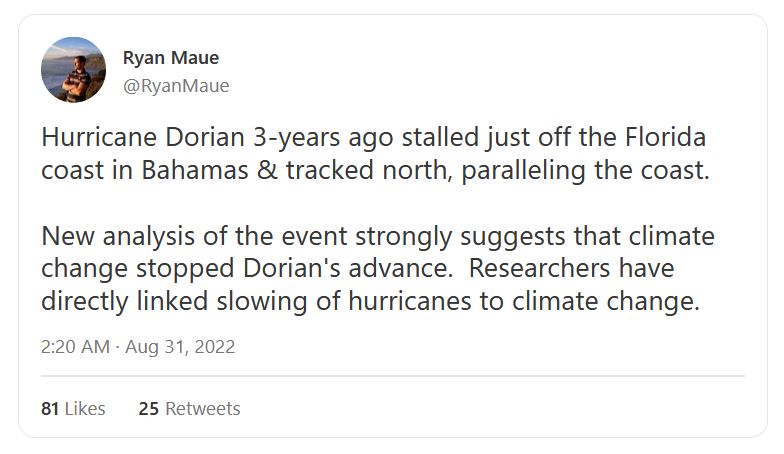 Ryan Maue
@RyanMaue
Hurricane Dorian 3-years ago stalled just off the Florida
coast in Bahamas & tracked north, paralleling the coast.
New analysis of the event strongly suggests that climate
change stopped Dorian's advance.  Researchers have
directly linked slowing of hurricanes to climate change.
2:20 AM · Aug 31, 2022
81 Likes 25 Retweets